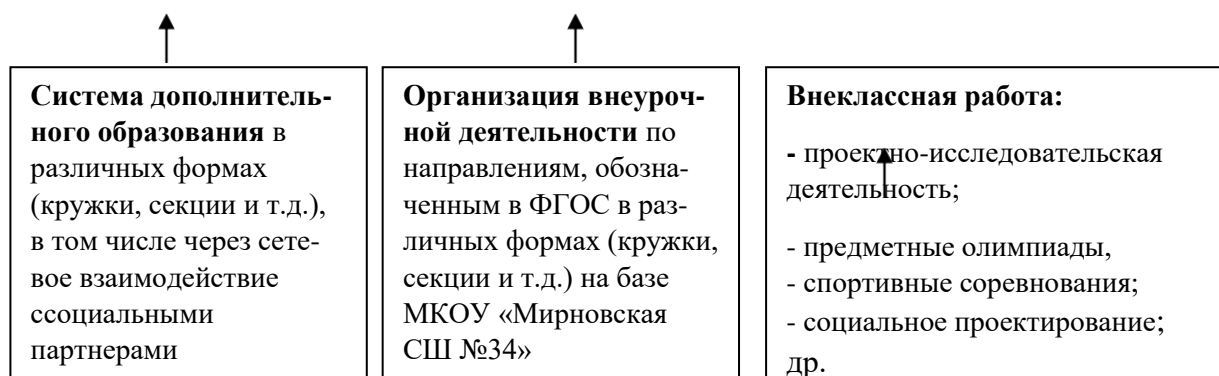 Система дополнитель-
ного образования в
различных формах
(кружки, секции и т.д.),
в том числе через сете-
вое взаимодействие
ссоциальными
партнерами
Организация внеуроч-
ной деятельности по
направлениям, обозна-
ченным в ФГОС в раз-
личных формах (кружки,
секции и т.д.) на базе
МКОУ «Мирновская
СШ №34»
Внеклассная работа:
- проектно-исследовательская
деятельность;
- предметные олимпиады,
- спортивные соревнования;
- социальное проектирование;
др.